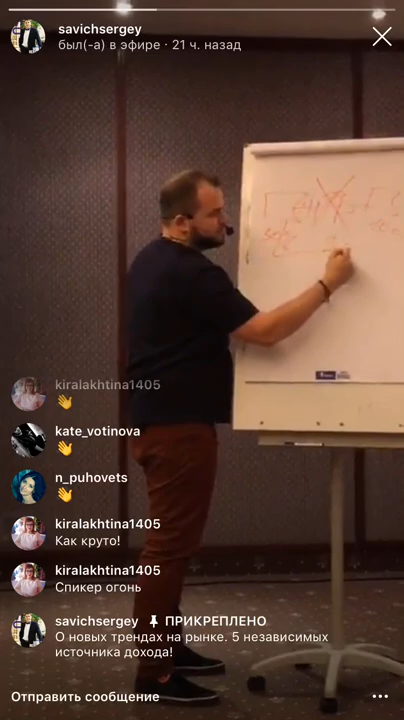 savichsergey
был(-а) в эфире · 21 ч. назад
kiralakhtina1405
👋
kate_votinova
👋
n_puhovets
👋
kiralakhtina1405
Как круто!
kiralakhtina1405
Спикер огонь
savichsergey 📌 ПРИКРЕПЛЕНО
О новых трендах на рынке. 5 независимых
источника дохода!
Отправить сообщение